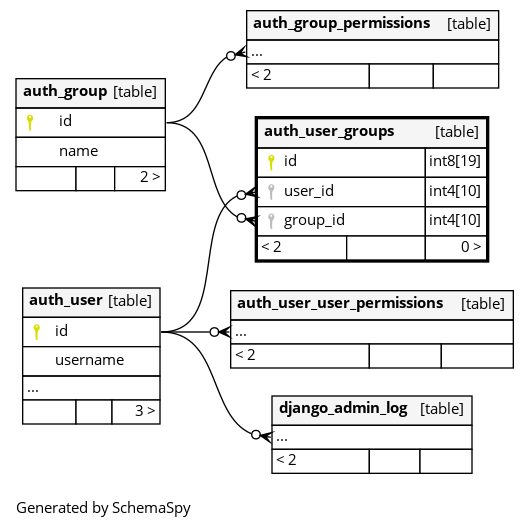 auth_group_permissions [table]
...
< 2
auth_group [table]
id
name
2 >
auth_user_groups [table]
id int8[19]
user_id int4[10]
group_id int4[10]
< 2 0 >
auth_user [table]
id
username
...
3 >
auth_user_user_permissions [table]
...
< 2
django_admin_log [table]
...
< 2
Generated by SchemaSpy